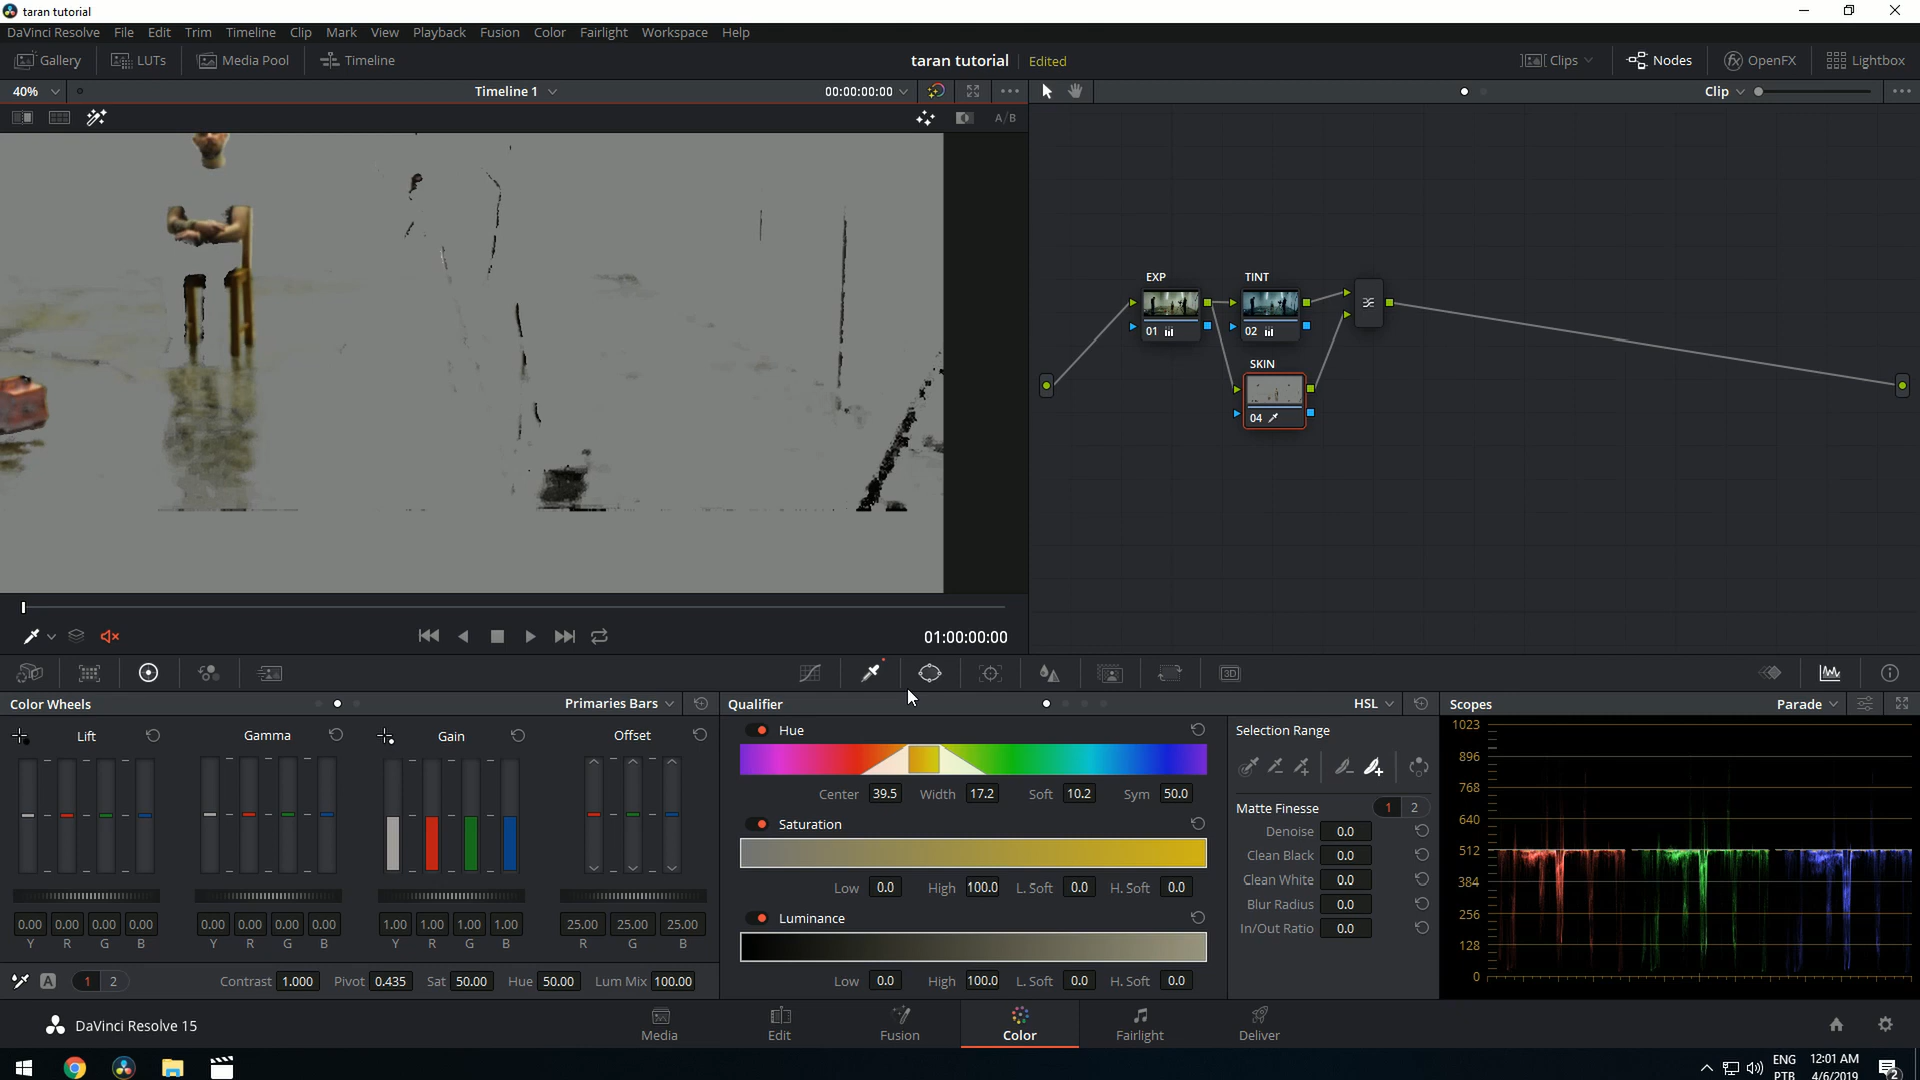 taran tutorial
DaVinci Resolve File Edit Trim Timeline Clip Mark View Playback Fusion Color Fairlight Workspace Help
Gallery LUTs Media Pool Timeline taran tutorial Edited Clips Nodes OpenFX Lightbox
40% Timeline 1 00:00:00:00 Clip
A/B
EXP TINT
01 02
SKIN
04
01:00:00:00
3D
Color Wheels Primaries Bars Qualifier HSL Scopes Parade
Lift Gamma Gain Offset
Hue
Center 39.5 Width 17.2 Soft 10.2 Sym 50.0
Saturation
Low 0.0 High 100.0 L. Soft 0.0 H. Soft 0.0
Luminance
Low 0.0 High 100.0 L. Soft 0.0 H. Soft 0.0
0.00 0.00 0.00 0.00 0.00 0.00 0.00 0.00 1.00 1.00 1.00 1.00 25.00 25.00 25.00
Y R G B Y R G B Y R G B R G B
A 1 2 Contrast 1.000 Pivot 0.435 Sat 50.00 Hue 50.00 Lum Mix 100.00
Selection Range
Matte Finesse 1 2
Denoise 0.0
Clean Black 0.0
Clean White 0.0
Blur Radius 0.0
In/Out Ratio 0.0
1023
896
768
640
512
384
256
128
0
DaVinci Resolve 15 Media Edit Fusion Color Fairlight Deliver
ENG 12:01 AM
PTB 4/6/2019 2